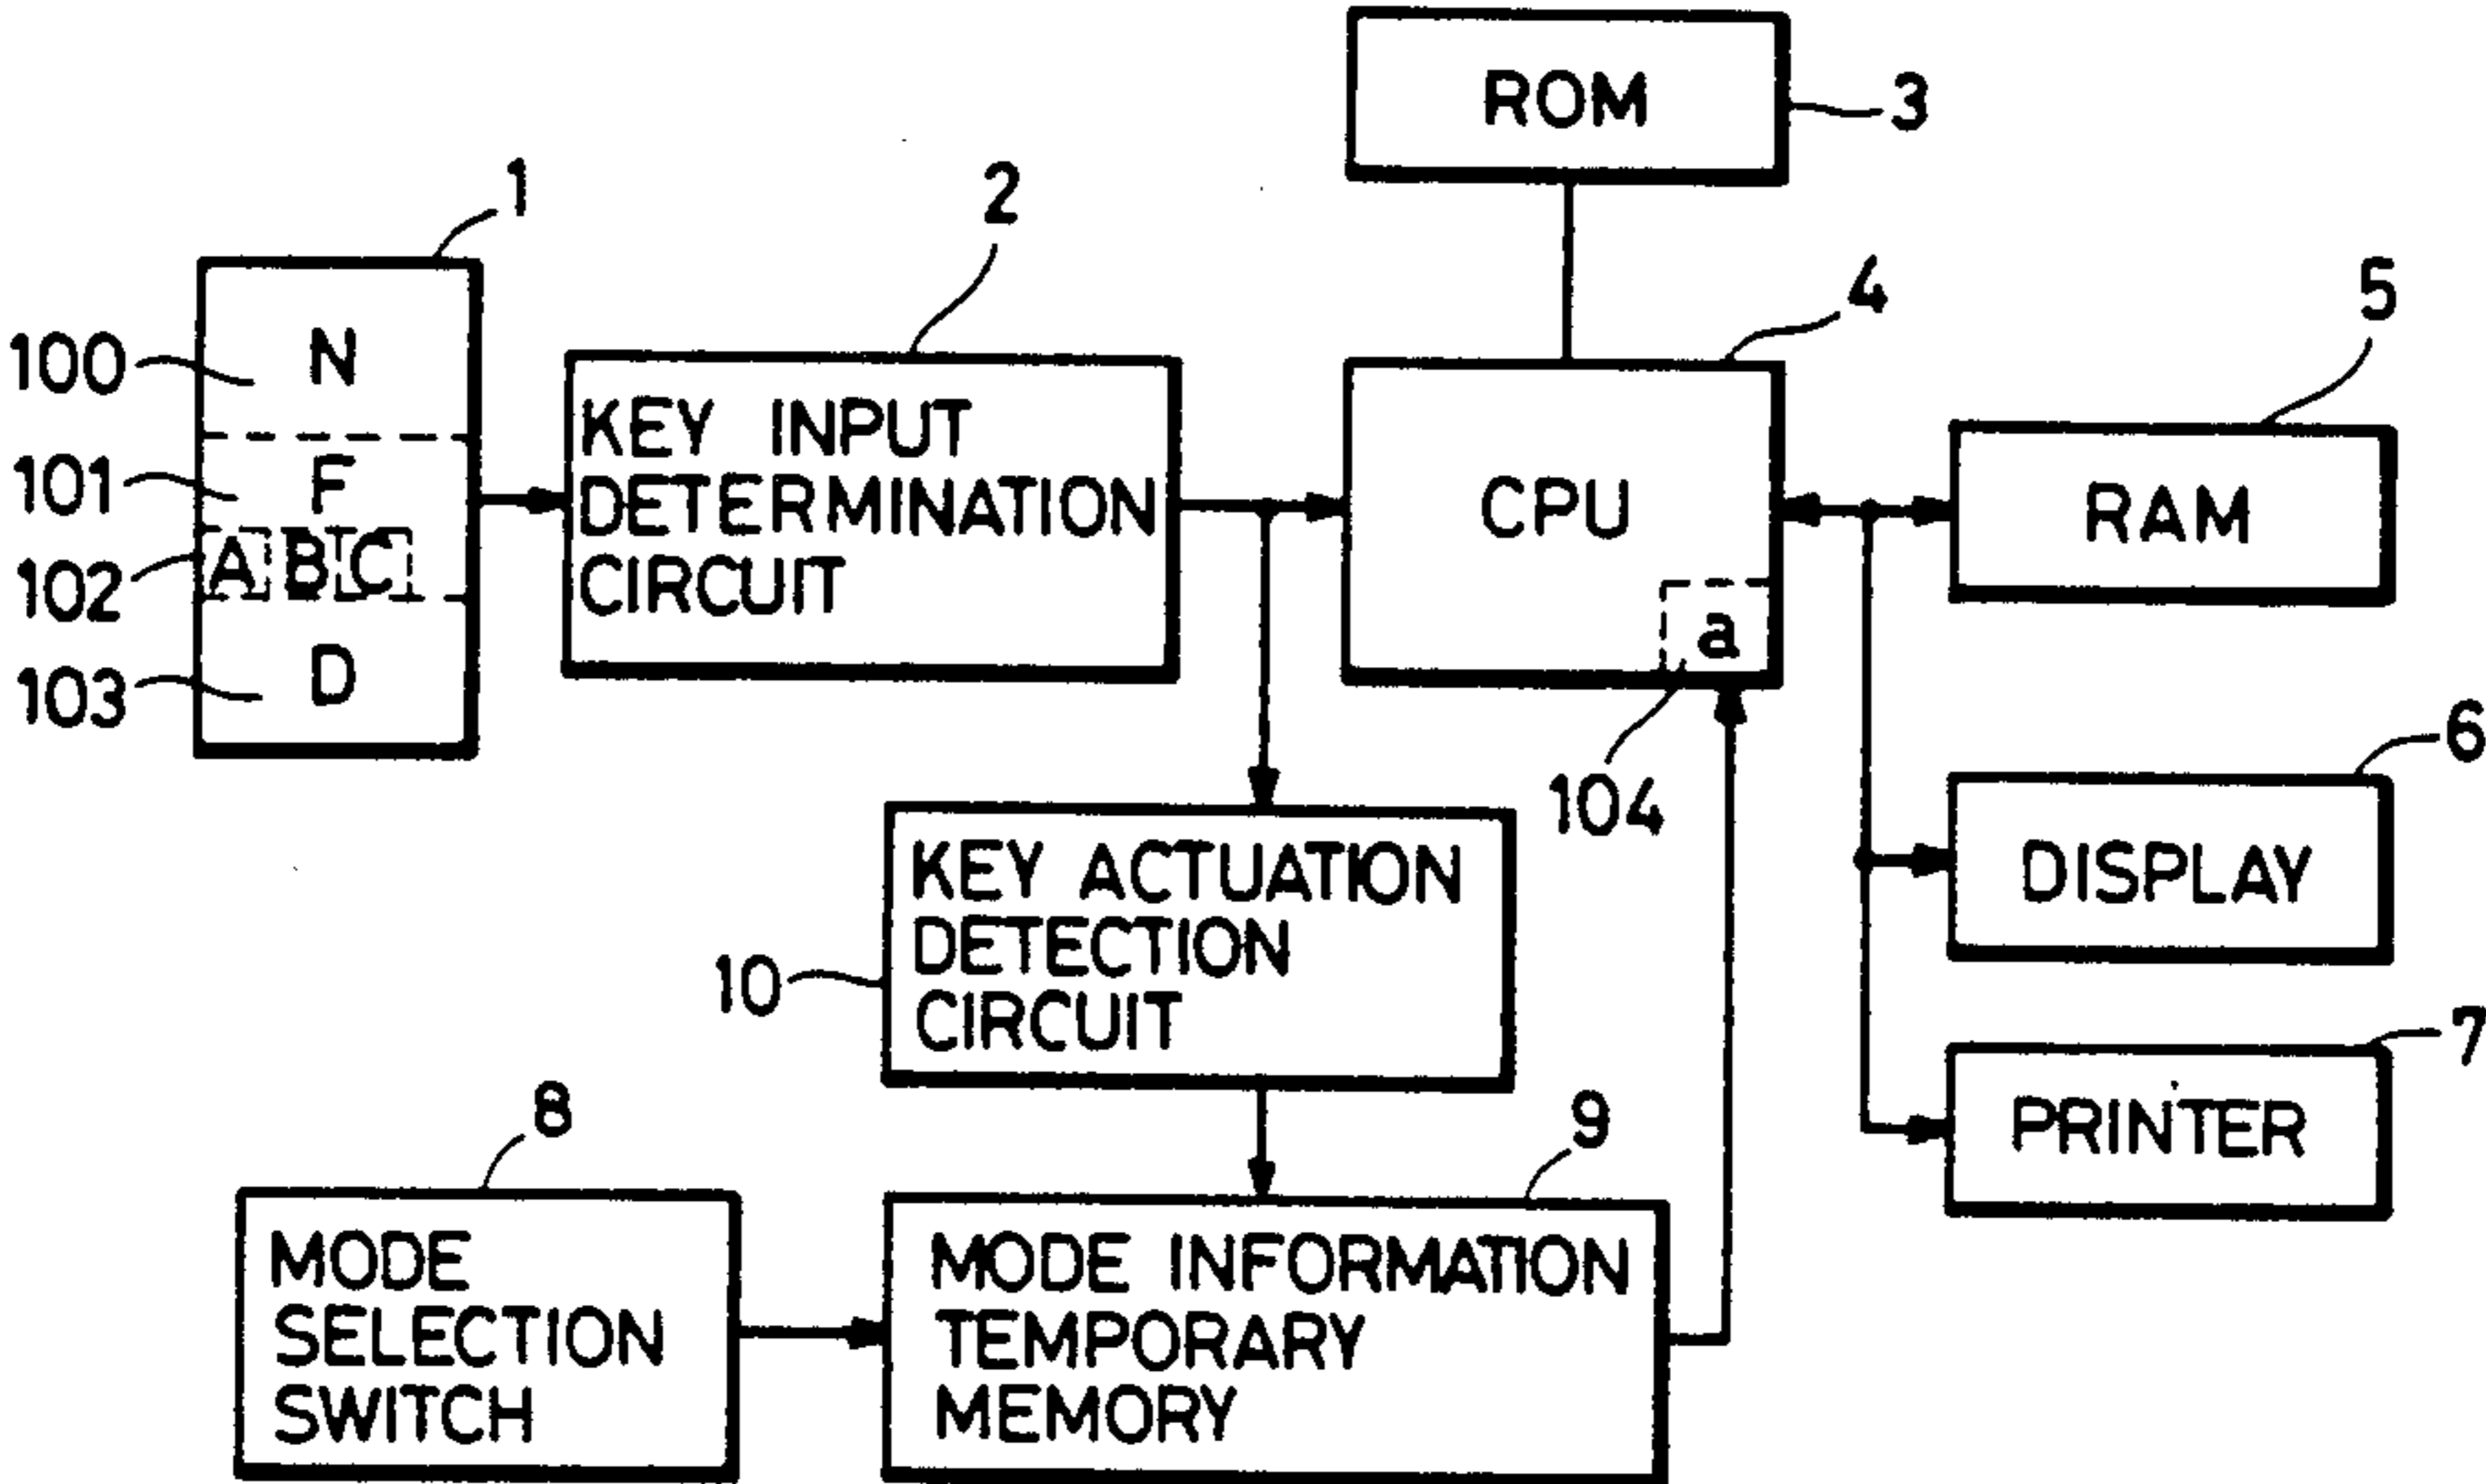 ROM
3
1
2
4
5
100
N
101
F
102
A B C
103
D
KEY INPUT
DETERMINATION
CIRCUIT
CPU
a
104
RAM
6
DISPLAY
7
PRINTER
10
KEY ACTUATION
DETECTION
CIRCUIT
8
MODE
SELECTION
SWITCH
9
MODE INFORMATION
TEMPORARY
MEMORY